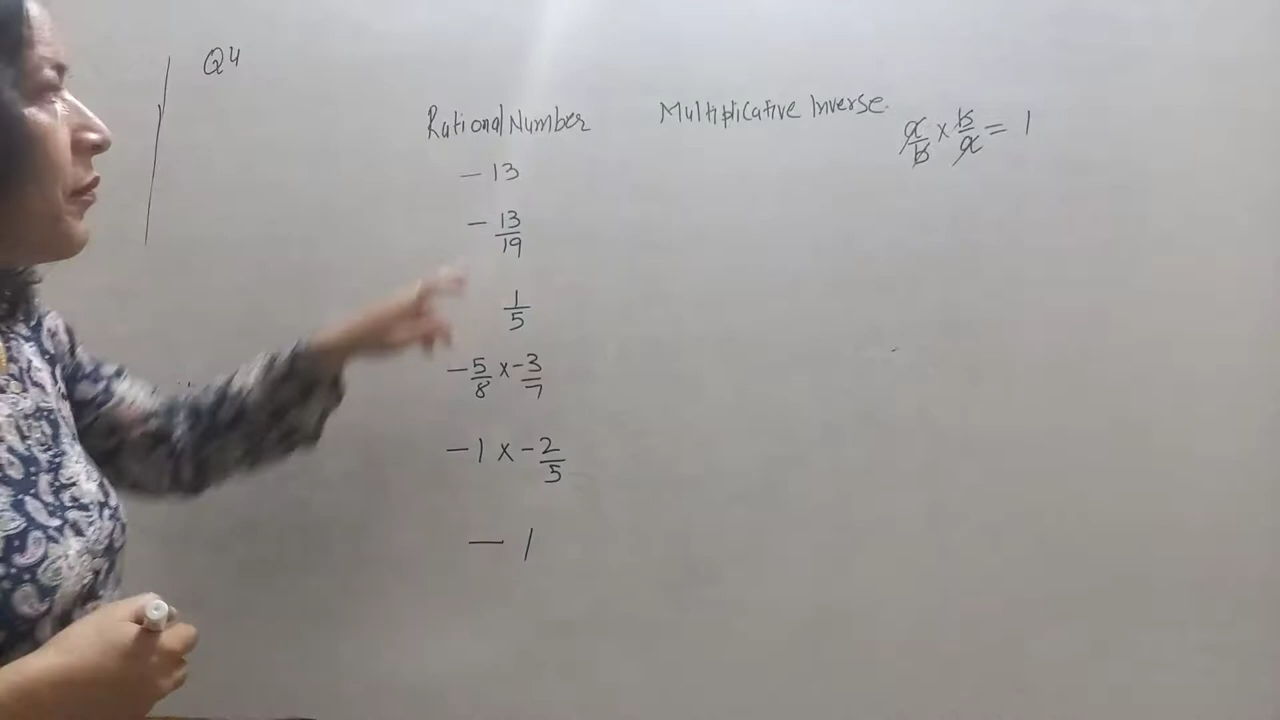 Q4
Rational Number Multiplicative Inverse.
a/b × b/a = 1
- 13
- 13/19
1/5
- 5/8 × -3/7
- 1 × -2/5
- 1